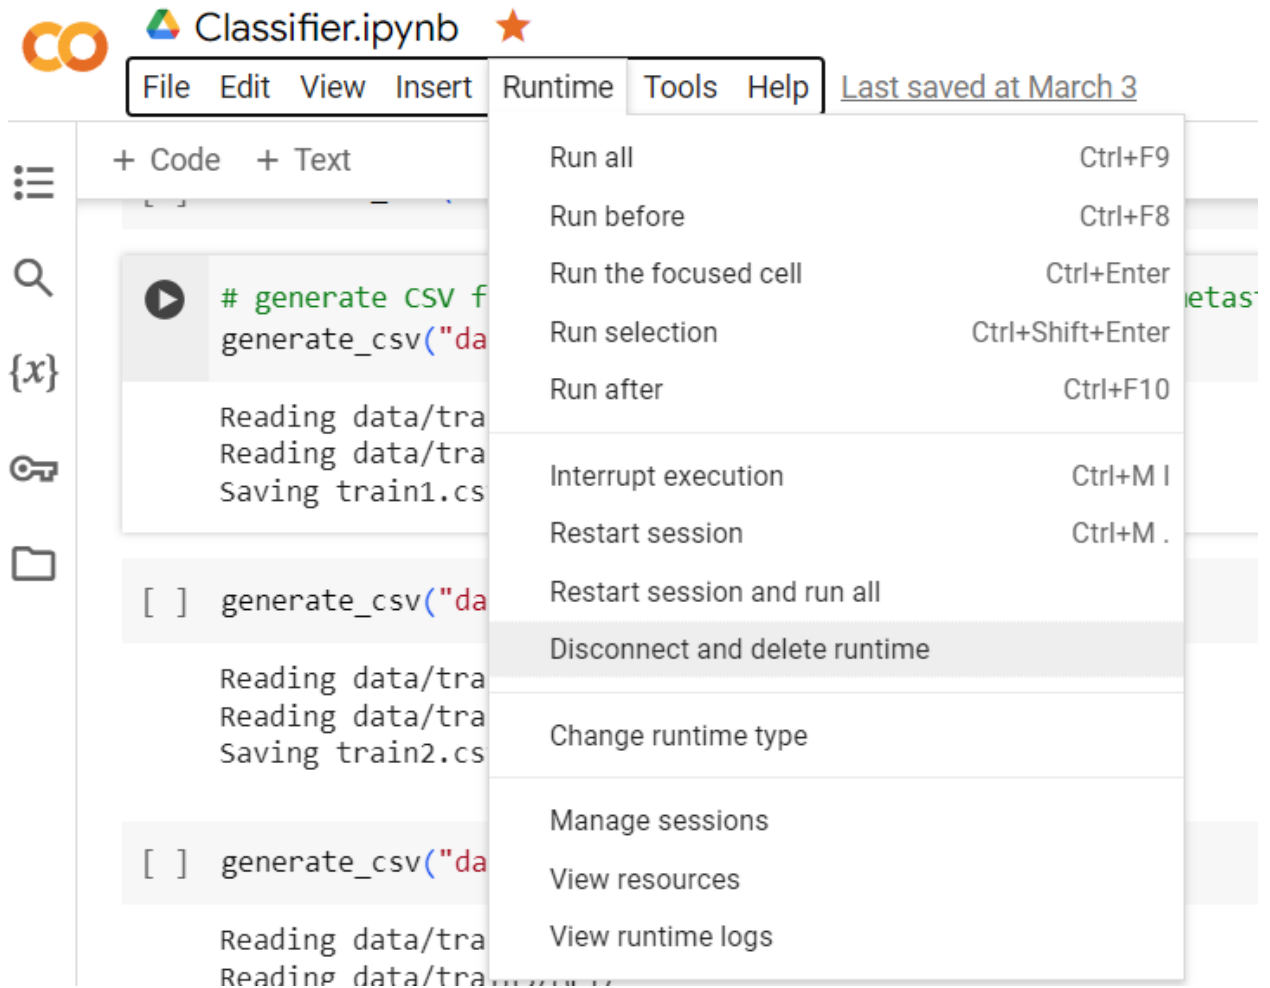 Classifier.ipynb
File Edit View Insert Runtime Tools Help Last saved at March 3
+ Code + Text
Run all Ctrl+F9
Run before Ctrl+F8
Run the focused cell Ctrl+Enter
Run selection Ctrl+Shift+Enter
Run after Ctrl+F10
Interrupt execution Ctrl+M I
Restart session Ctrl+M .
Restart session and run all
Disconnect and delete runtime
Change runtime type
Manage sessions
View resources
View runtime logs
{x}
# generate CSV f
generate_csv("da
Reading data/tra
Reading data/tra
Saving train1.cs
[ ] generate_csv("da
Reading data/tra
Reading data/tra
Saving train2.cs
[ ] generate_csv("da
Reading data/tra
Reading data/tra